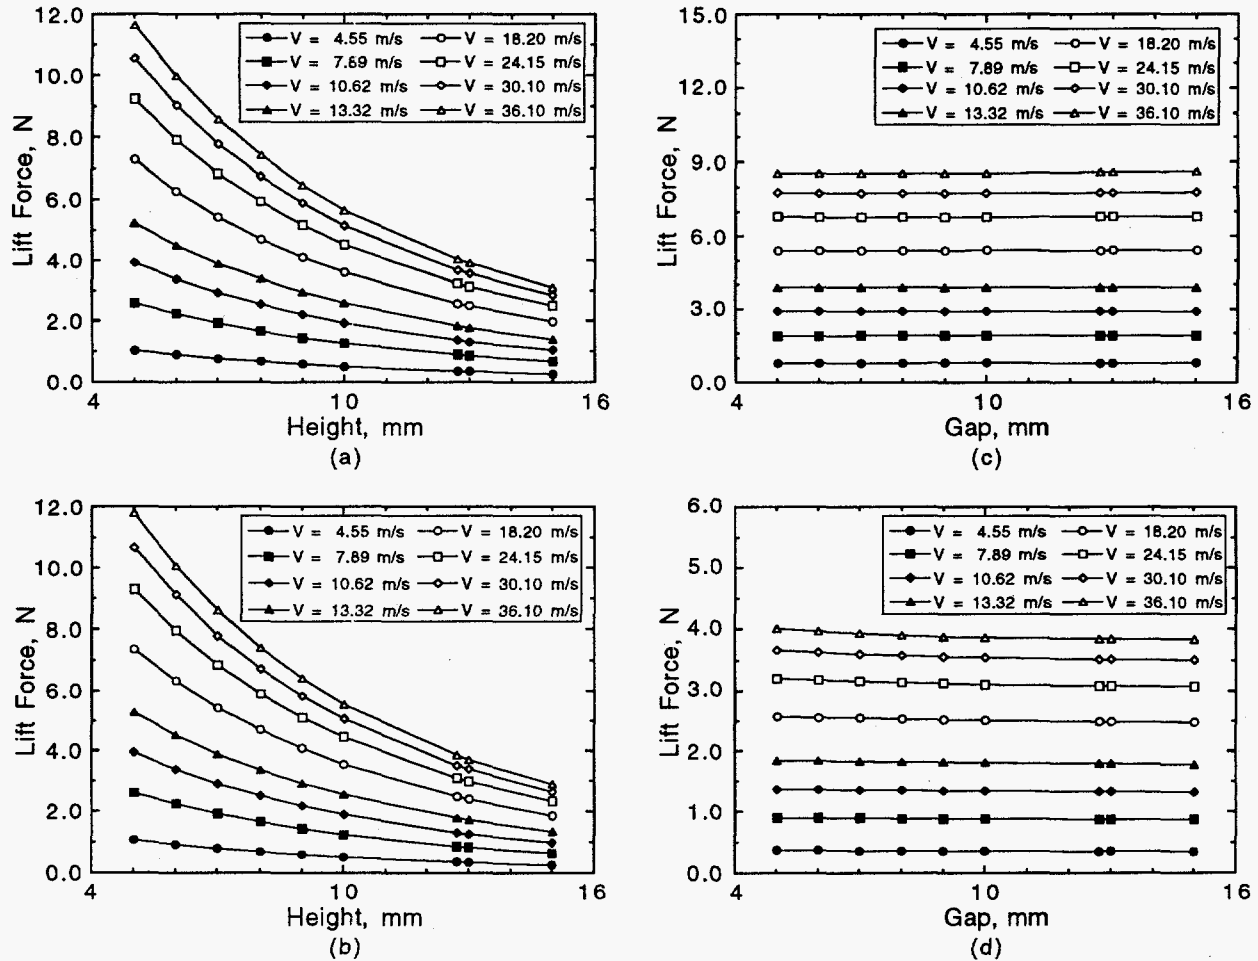 12.0
10.0
8.0
6.0
4.0
2.0
0.0
Lift Force, N
V = 4.55 m/s
V = 18.20 m/s
V = 7.89 m/s
V = 24.15 m/s
V = 10.62 m/s
V = 30.10 m/s
V = 13.32 m/s
V = 36.10 m/s
4 10 16
Height, mm
(a)
15.0
12.0
9.0
6.0
3.0
0.0
Lift Force, N
V = 4.55 m/s
V = 18.20 m/s
V = 7.89 m/s
V = 24.15 m/s
V = 10.62 m/s
V = 30.10 m/s
V = 13.32 m/s
V = 36.10 m/s
4 10 16
Gap, mm
(c)
12.0
10.0
8.0
6.0
4.0
2.0
0.0
Lift Force, N
V = 4.55 m/s
V = 18.20 m/s
V = 7.89 m/s
V = 24.15 m/s
V = 10.62 m/s
V = 30.10 m/s
V = 13.32 m/s
V = 36.10 m/s
4 10 16
Height, mm
(b)
6.0
5.0
4.0
3.0
2.0
1.0
0.0
Lift Force, N
V = 4.55 m/s
V = 18.20 m/s
V = 7.89 m/s
V = 24.15 m/s
V = 10.62 m/s
V = 30.10 m/s
V = 13.32 m/s
V = 36.10 m/s
4 10 16
Gap, mm
(d)